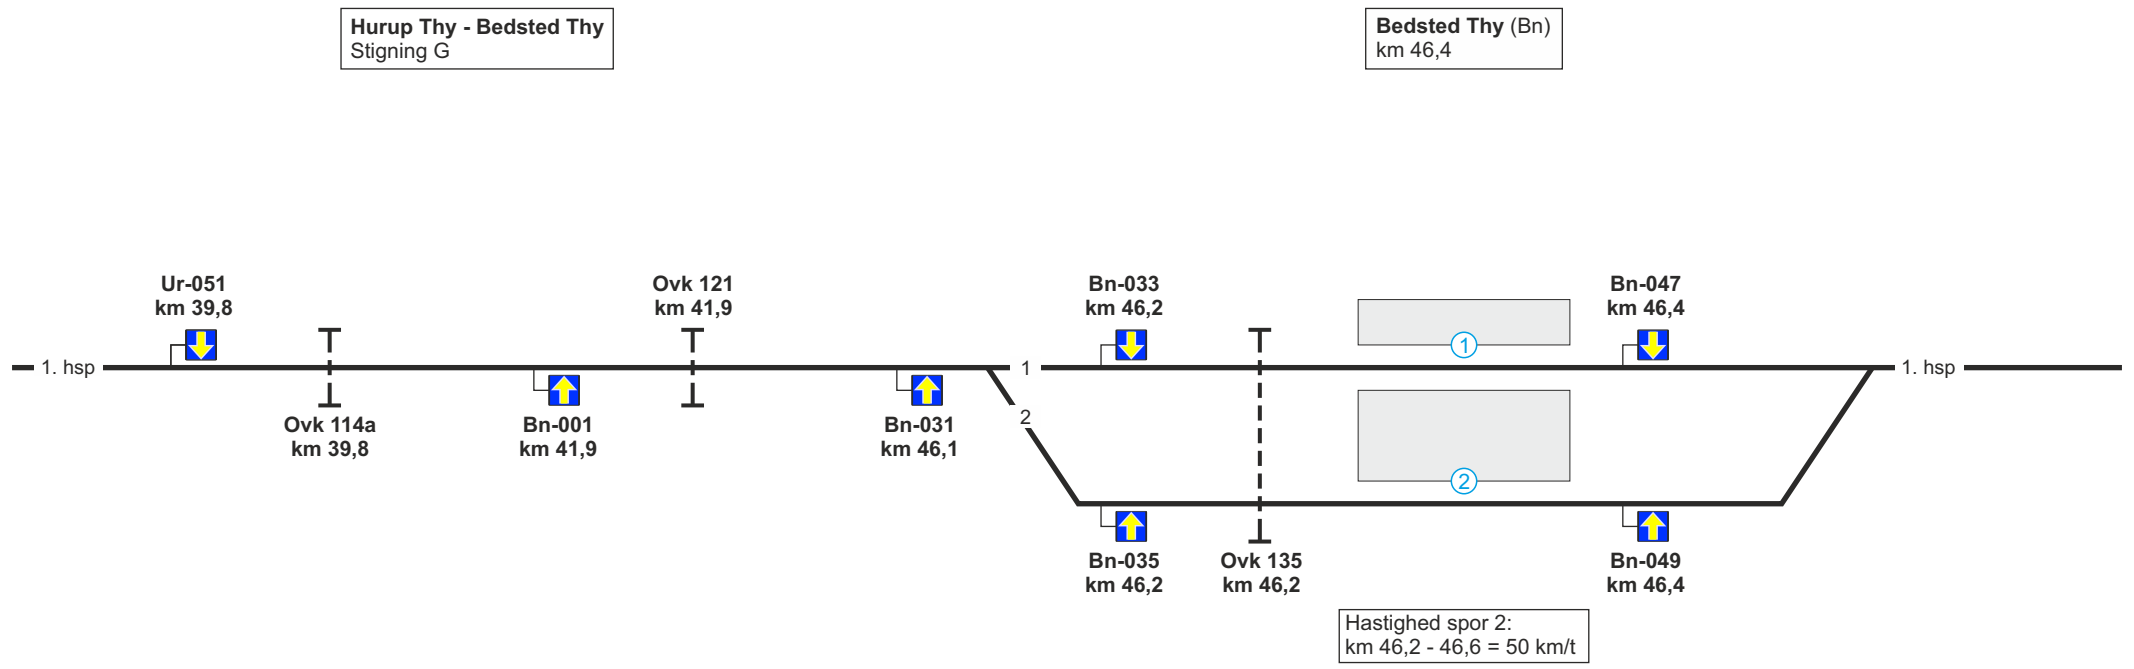 Hurup Thy - Bedsted Thy
Stigning G
Bedsted Thy (Bn)
km 46,4
Ur-051
km 39,8
Ovk 121
km 41,9
Bn-033
km 46,2
Bn-047
km 46,4
1
1. hsp
1
1. hsp
Ovk 114a
km 39,8
Bn-001
km 41,9
Bn-031
km 46,1
2
2
Bn-035
km 46,2
Ovk 135
km 46,2
Bn-049
km 46,4
Hastighed spor 2:
km 46,2 - 46,6 = 50 km/t